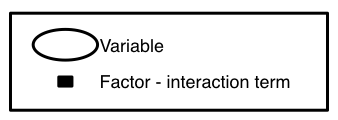 Variable
Factor - interaction term